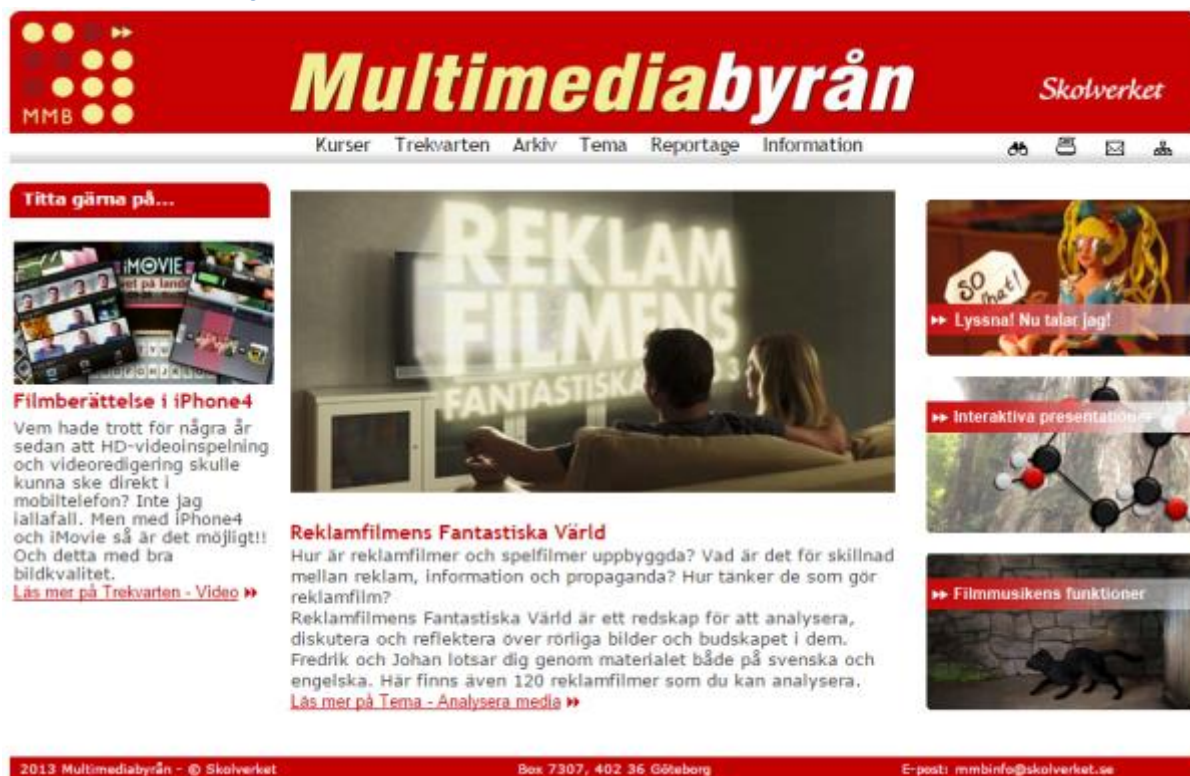 MMB
Multimediabyrån
Skolverket
Kurser Trekvarten Arkiv Tema Reportage Information
Titta gärna på...
iMOVIE
Filmberättelse i iPhone4
Vem hade trott för några år
sedan att HD-videoinspelning
och videoredigering skulle
kunna ske direkt i
mobiltelefon? Inte jag
iallafall. Men med iPhone4
och iMovie så är det möjligt!!
Och detta med bra
bildkvalitet.
Läs mer på Trekvarten - Video
REKLAM
FILMENS
FANTASTISKA
3
Reklamfilmens Fantastiska Värld
Hur är reklamfilmer och spelfilmer uppbyggda? Vad är det för skillnad
mellan reklam, information och propaganda? Hur tänker de som gör
reklamfilm?
Reklamfilmens Fantastiska Värld är ett redskap för att analysera,
diskutera och reflektera över rörliga bilder och budskapet i dem.
Fredrik och Johan lotsar dig genom materialet både på svenska och
engelska. Här finns även 120 reklamfilmer som du kan analysera.
Läs mer på Tema - Analysera media
SO
what!
Lyssna! Nu talar jag!
Interaktiva presentationer
Filmmusikens funktioner
2013 Multimediabyrån - © Skolverket
Box 7307, 402 36 Göteborg
E-post: mmbinfo@skolverket.se